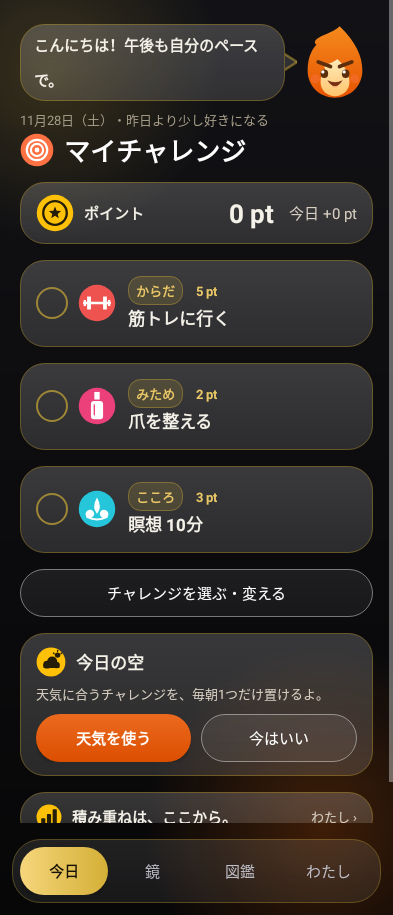 こんにちは！午後も自分のペース
で。
11月28日（土）・昨日より少し好きになる
マイチャレンジ
ポイント 0 pt 今日 +0 pt
からだ 5 pt
筋トレに行く
みため 2 pt
爪を整える
こころ 3 pt
瞑想 10分
チャレンジを選ぶ・変える
今日の空
天気に合うチャレンジを、毎朝1つだけ置けるよ。
天気を使う 今はいい
積み重ねは、ここから。 わたし ›
今日 鏡 図鑑 わたし